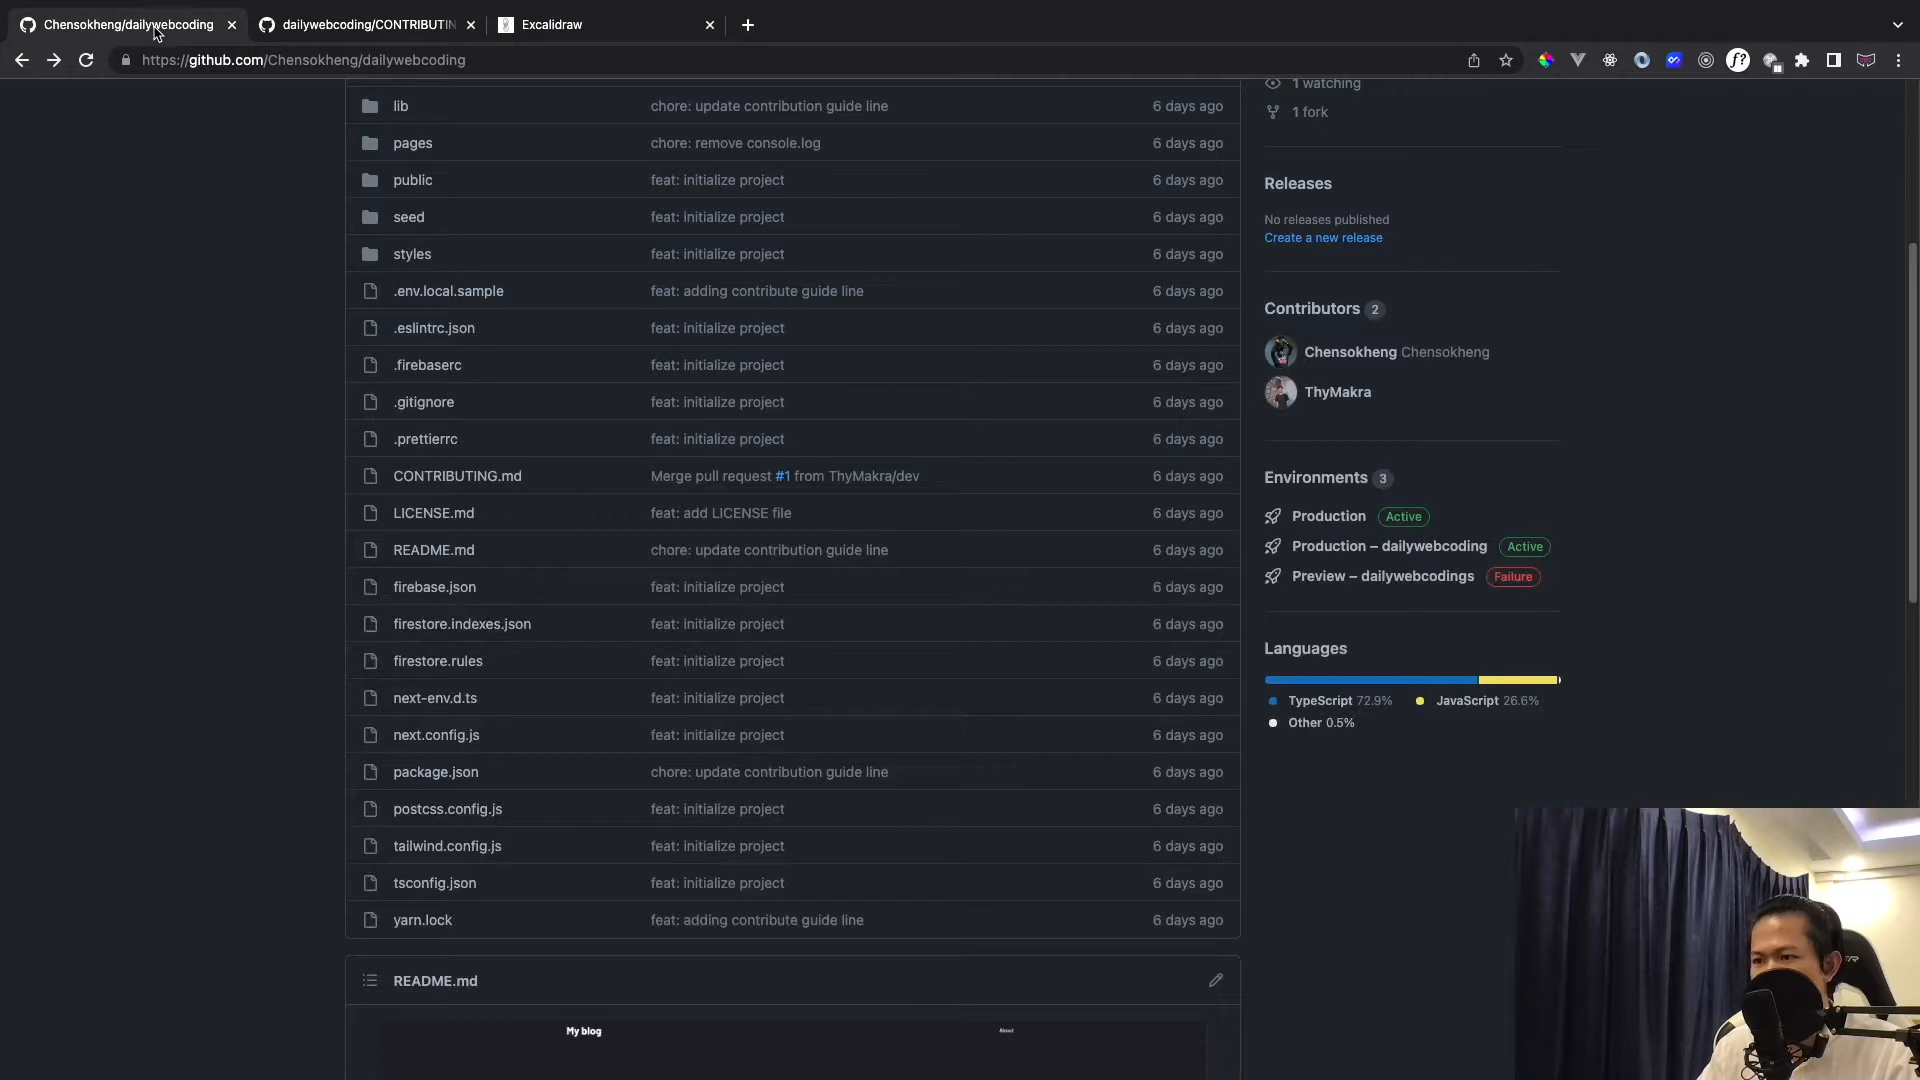 Chensokheng/dailywebcoding
dailywebcoding/CONTRIBUTIN
Excalidraw
https://github.com/Chensokheng/dailywebcoding
f?
lib chore: update contribution guide line 6 days ago
pages chore: remove console.log 6 days ago
public feat: initialize project 6 days ago
seed feat: initialize project 6 days ago
styles feat: initialize project 6 days ago
.env.local.sample feat: adding contribute guide line 6 days ago
.eslintrc.json feat: initialize project 6 days ago
.firebaserc feat: initialize project 6 days ago
.gitignore feat: initialize project 6 days ago
.prettierrc feat: initialize project 6 days ago
CONTRIBUTING.md Merge pull request #1 from ThyMakra/dev 6 days ago
LICENSE.md feat: add LICENSE file 6 days ago
README.md chore: update contribution guide line 6 days ago
firebase.json feat: initialize project 6 days ago
firestore.indexes.json feat: initialize project 6 days ago
firestore.rules feat: initialize project 6 days ago
next-env.d.ts feat: initialize project 6 days ago
next.config.js feat: initialize project 6 days ago
package.json chore: update contribution guide line 6 days ago
postcss.config.js feat: initialize project 6 days ago
tailwind.config.js feat: initialize project 6 days ago
tsconfig.json feat: initialize project 6 days ago
yarn.lock feat: adding contribute guide line 6 days ago
README.md
My blog About
1 watching
1 fork
Releases
No releases published
Create a new release
Contributors 2
Chensokheng Chensokheng
ThyMakra
Environments 3
Production Active
Production – dailywebcoding Active
Preview – dailywebcodings Failure
Languages
TypeScript 72.9% JavaScript 26.6%
Other 0.5%